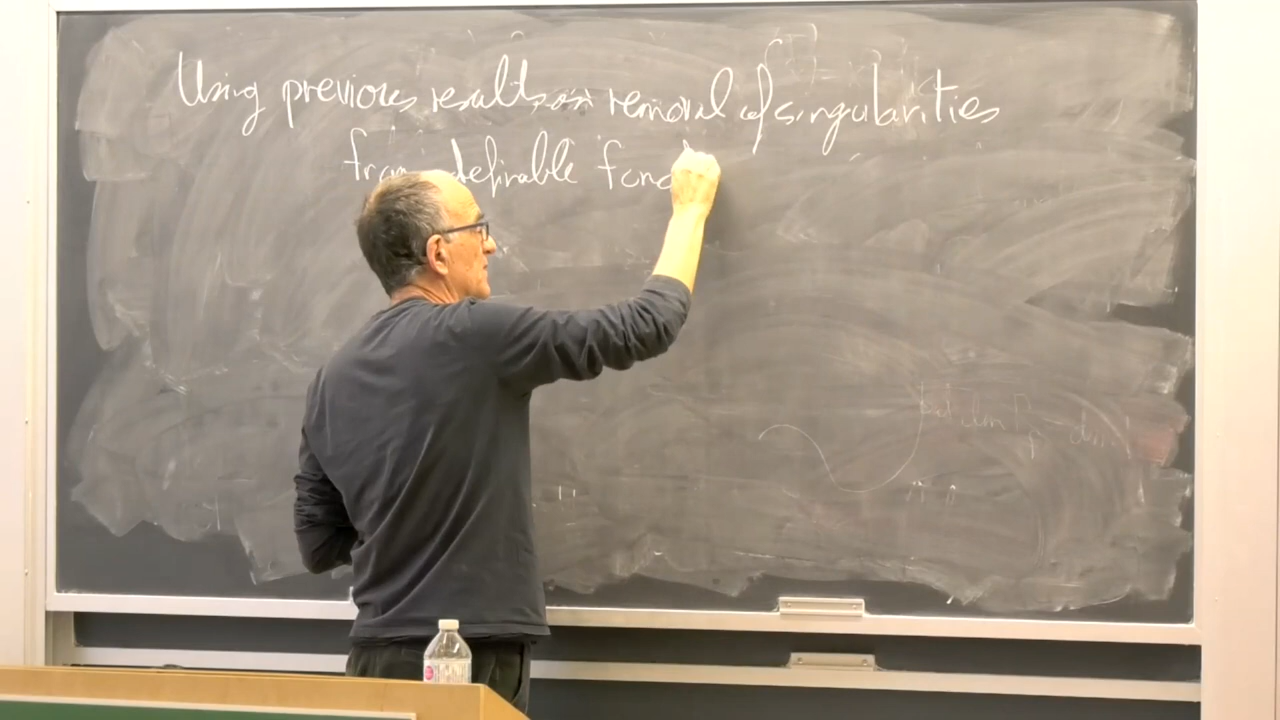 Using previous results on removal of singularities
from definable func